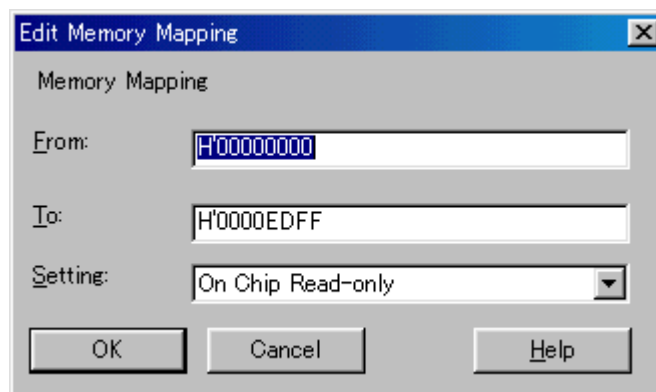 Edit Memory Mapping
Memory Mapping
From: H'00000000
To: H'0000EDFF
Setting: On Chip Read-only
OK Cancel Help